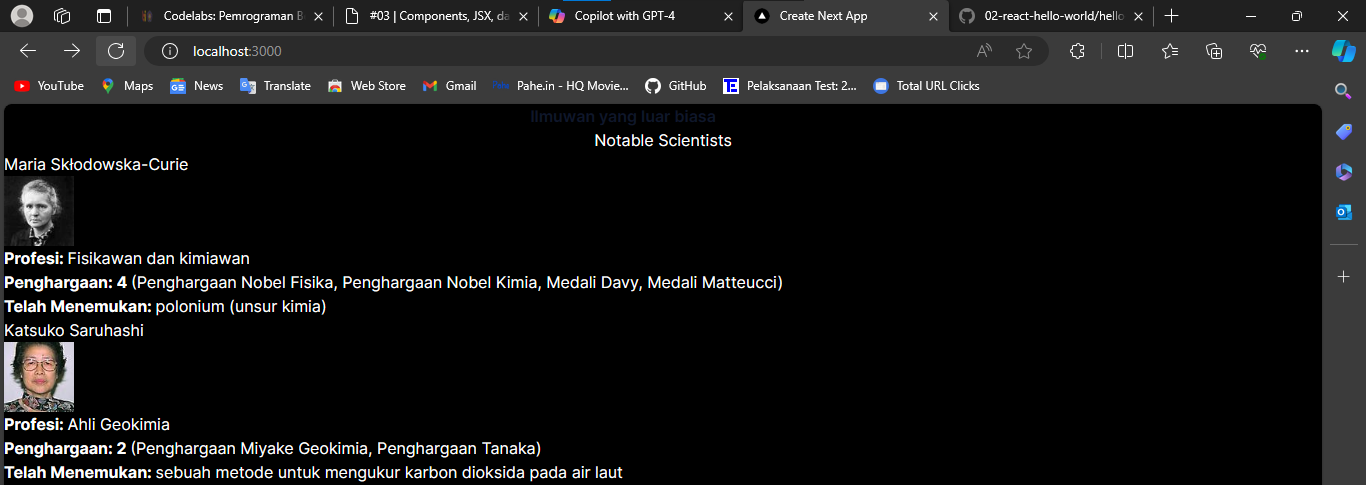 Codelabs: Pemrograman B
#03 | Components, JSX, da
Copilot with GPT-4
Create Next App
02-react-hello-world/hello
localhost:3000
YouTube
Maps
News
Translate
Web Store
Gmail
Pahe.in - HQ Movie...
GitHub
Pelaksanaan Test: 2...
Total URL Clicks
Ilmuwan yang luar biasa
Notable Scientists
Maria Skłodowska-Curie
Profesi: Fisikawan dan kimiawan
Penghargaan: 4 (Penghargaan Nobel Fisika, Penghargaan Nobel Kimia, Medali Davy, Medali Matteucci)
Telah Menemukan: polonium (unsur kimia)
Katsuko Saruhashi
Profesi: Ahli Geokimia
Penghargaan: 2 (Penghargaan Miyake Geokimia, Penghargaan Tanaka)
Telah Menemukan: sebuah metode untuk mengukur karbon dioksida pada air laut